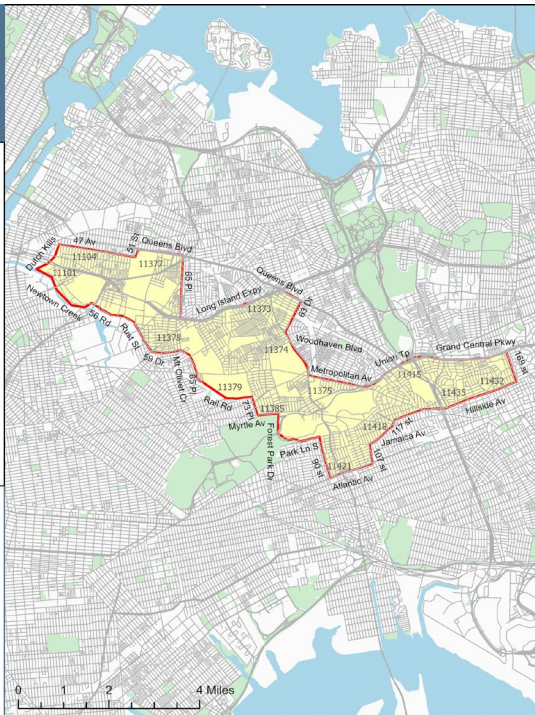 Dutch Kills
47 Av
51 St
Queens Blvd
11104
11377
11101
65 Pl
Newtown Creek
56 Rd
Long Island Expy
Queens Blvd
11373
63 Dr
Rust St
11378
59 Dr
11374
Woodhaven Blvd
Mt Olivet Cr
65 Pl
Union Tp
Grand Central Pkwy
Metropolitan Av
11415
11379
11375
11435
11432
Rail Rd
73 Pl
11385
Hillside Av
Myrtle Av
Forest Park Dr
117 st
11418
Jamaica Av
Park Ln S
107 st
90 st
11421
Atlantic Av
0 1 2 4 Miles